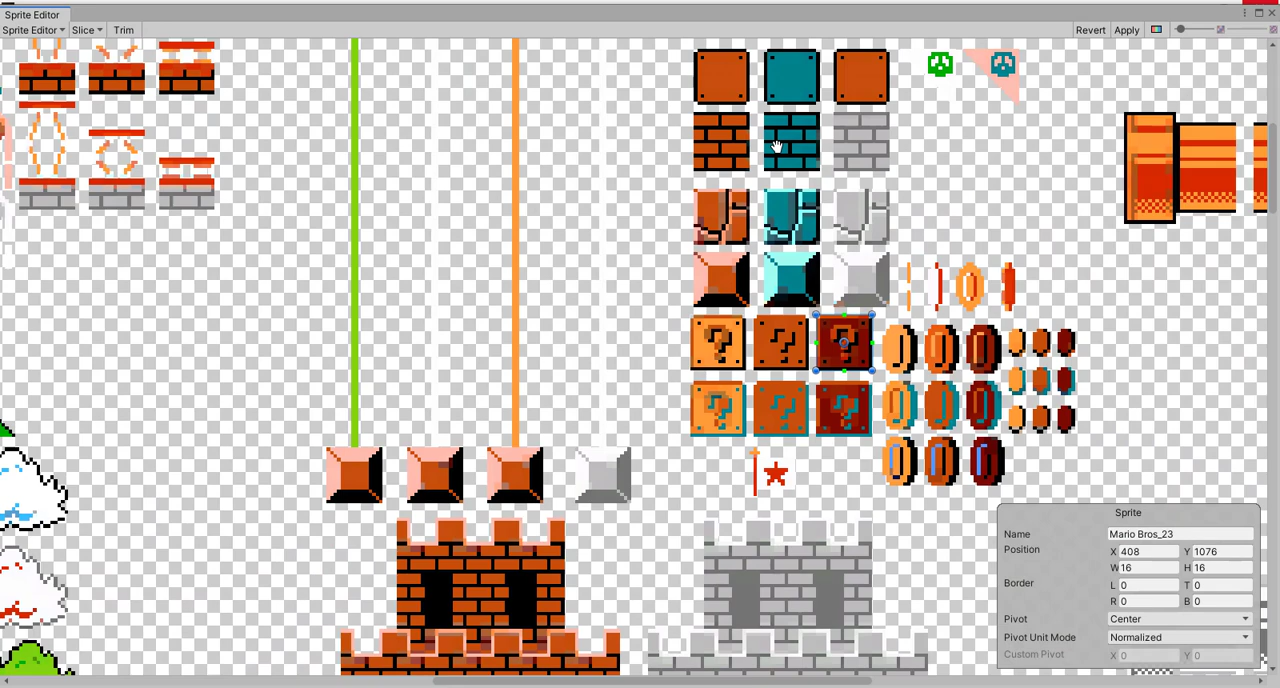 Sprite Editor
Sprite Editor Slice Trim Revert Apply
? ? ?
? ? ?
Sprite
Name Mario Bros_23
Position X 408 Y 1076
W 16 H 16
Border L 0 T 0
R 0 B 0
Pivot Center
Pivot Unit Mode Normalized
Custom Pivot X 0 Y 0